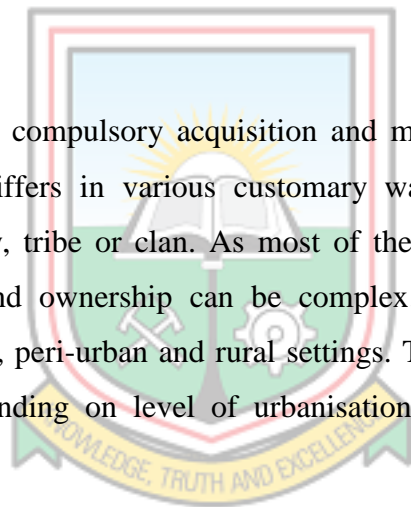 compulsory acquisition and m
iffers in various customary wa
, tribe or clan. As most of the
nd ownership can be complex
, peri-urban and rural settings. T
nding on level of urbanisation
KNOWLEDGE, TRUTH AND EXCELLENCE